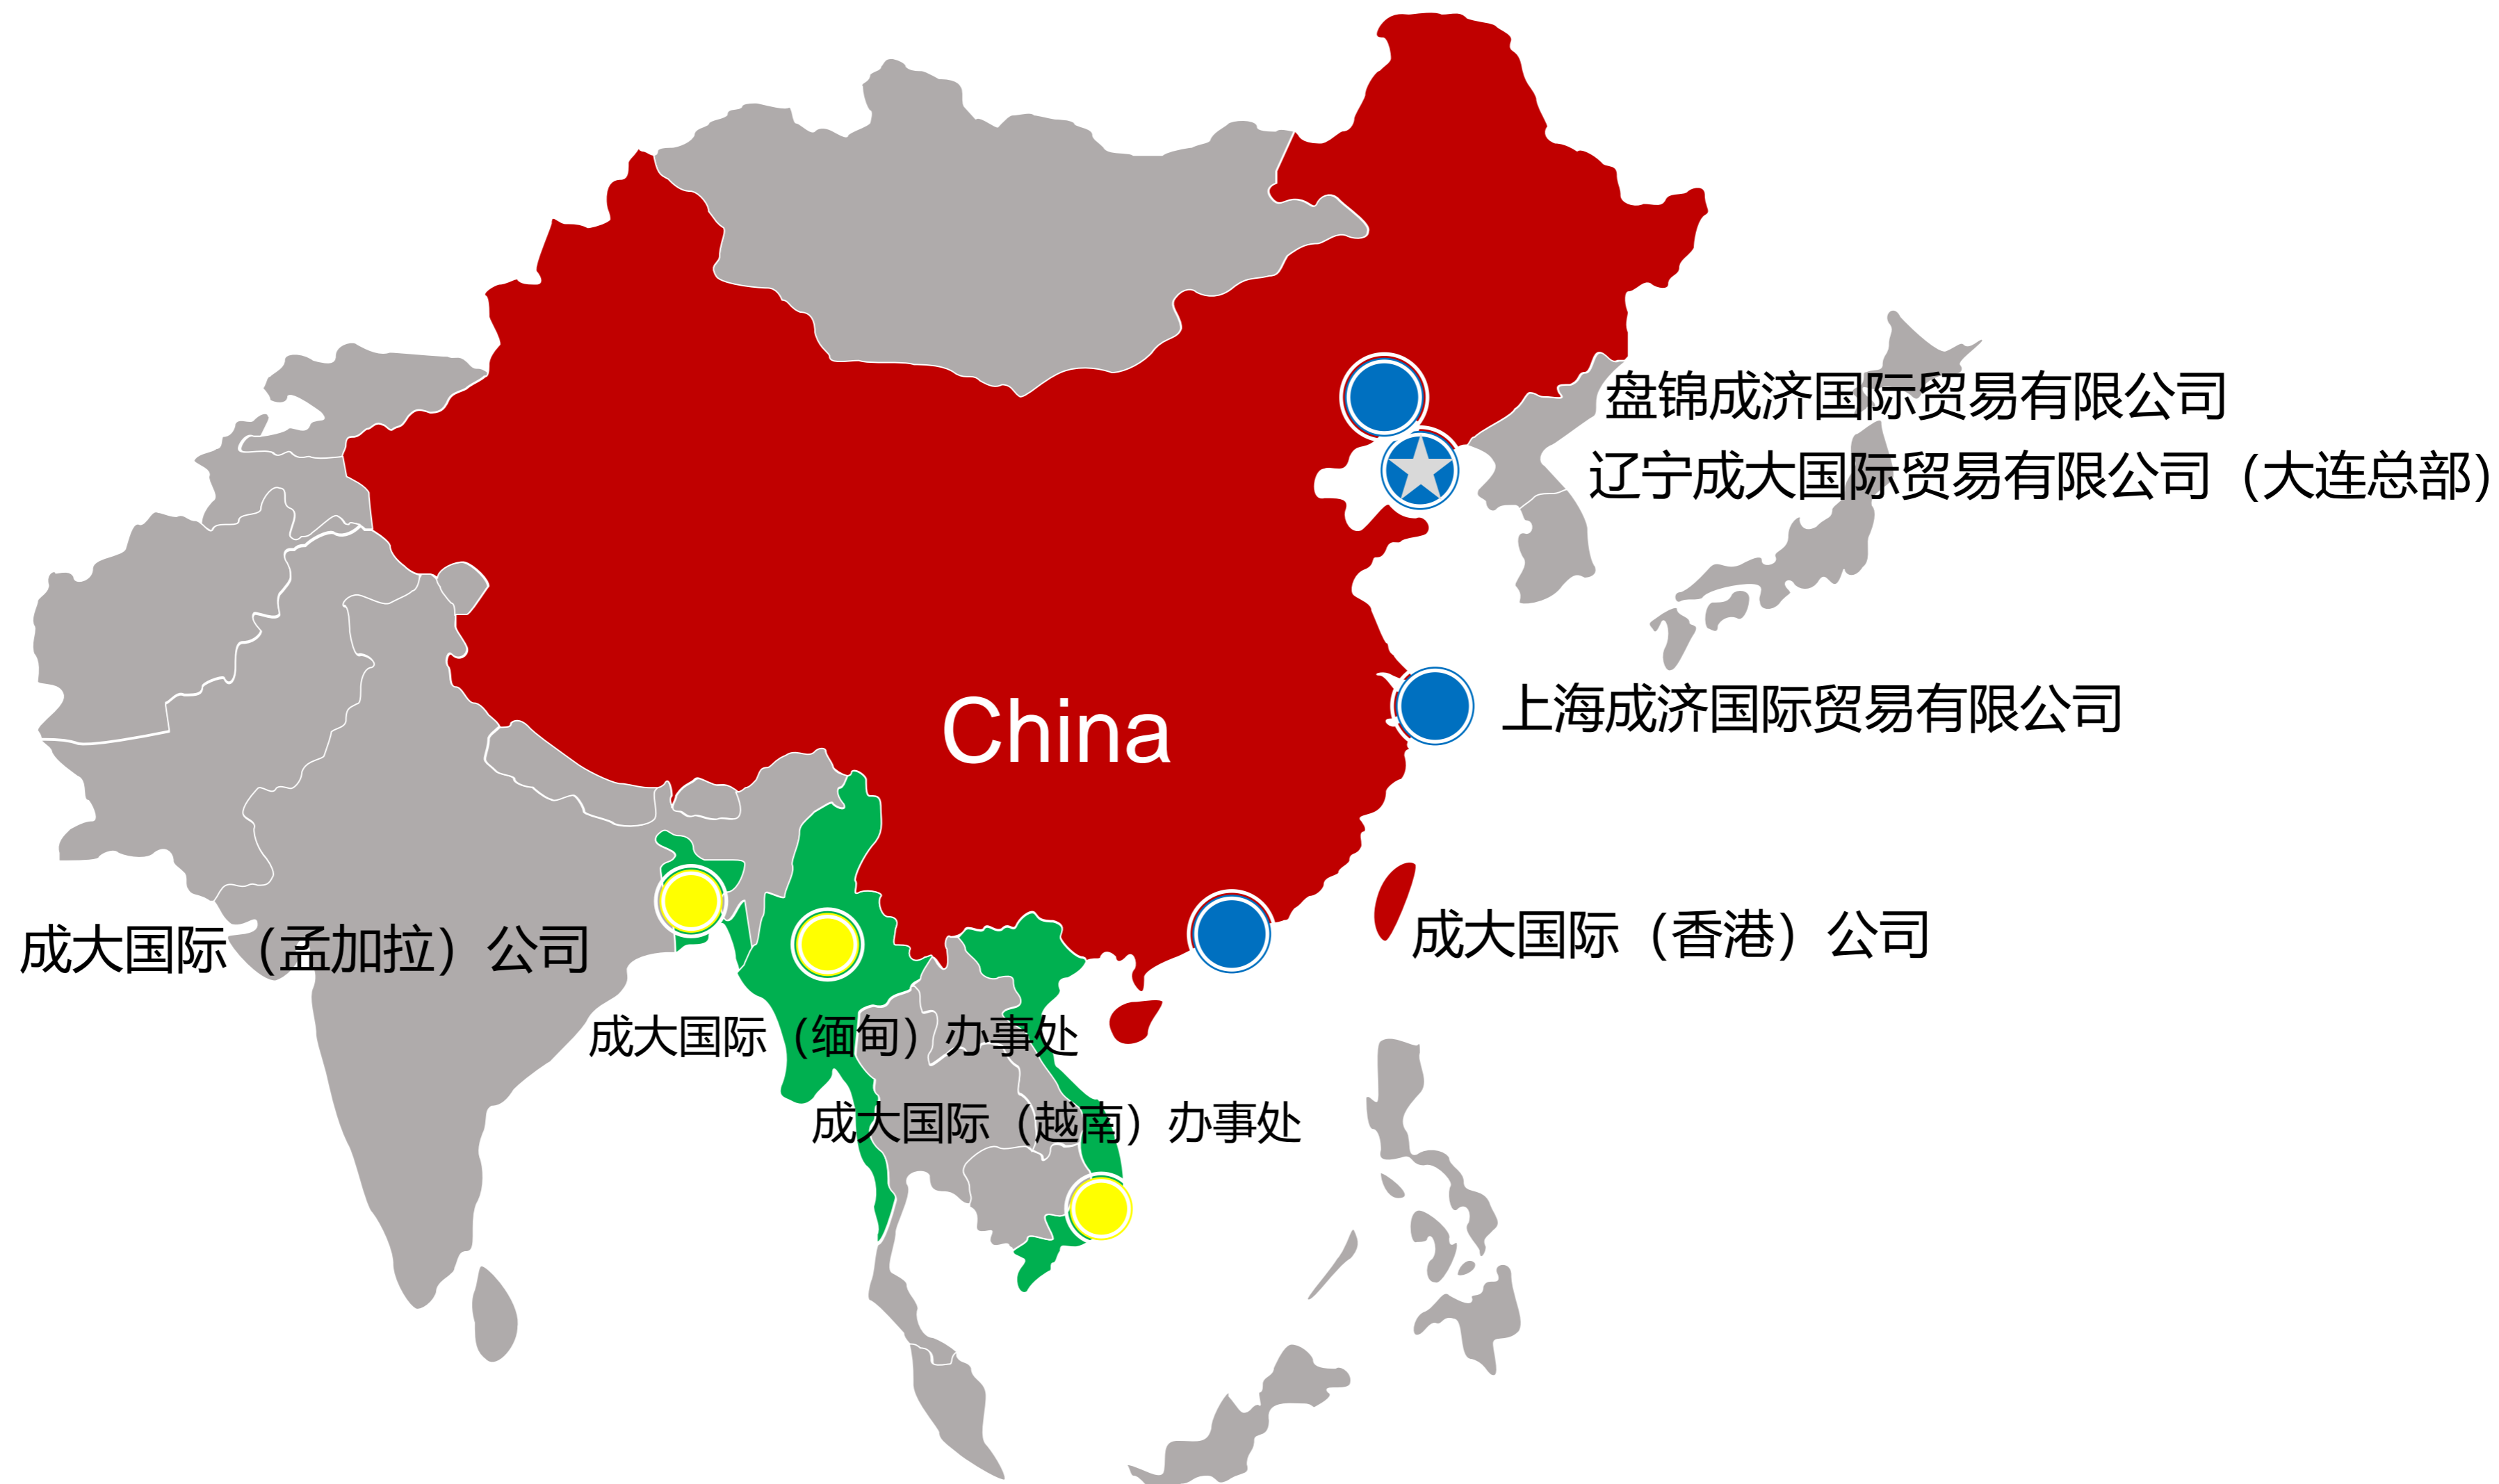 盘锦成济国际贸易有限公司
辽宁成大国际贸易有限公司（大连总部）
China
上海成济国际贸易有限公司
成大国际（孟加拉）公司
成大国际（香港）公司
成大国际（缅甸）办事处
成大国际（越南）办事处